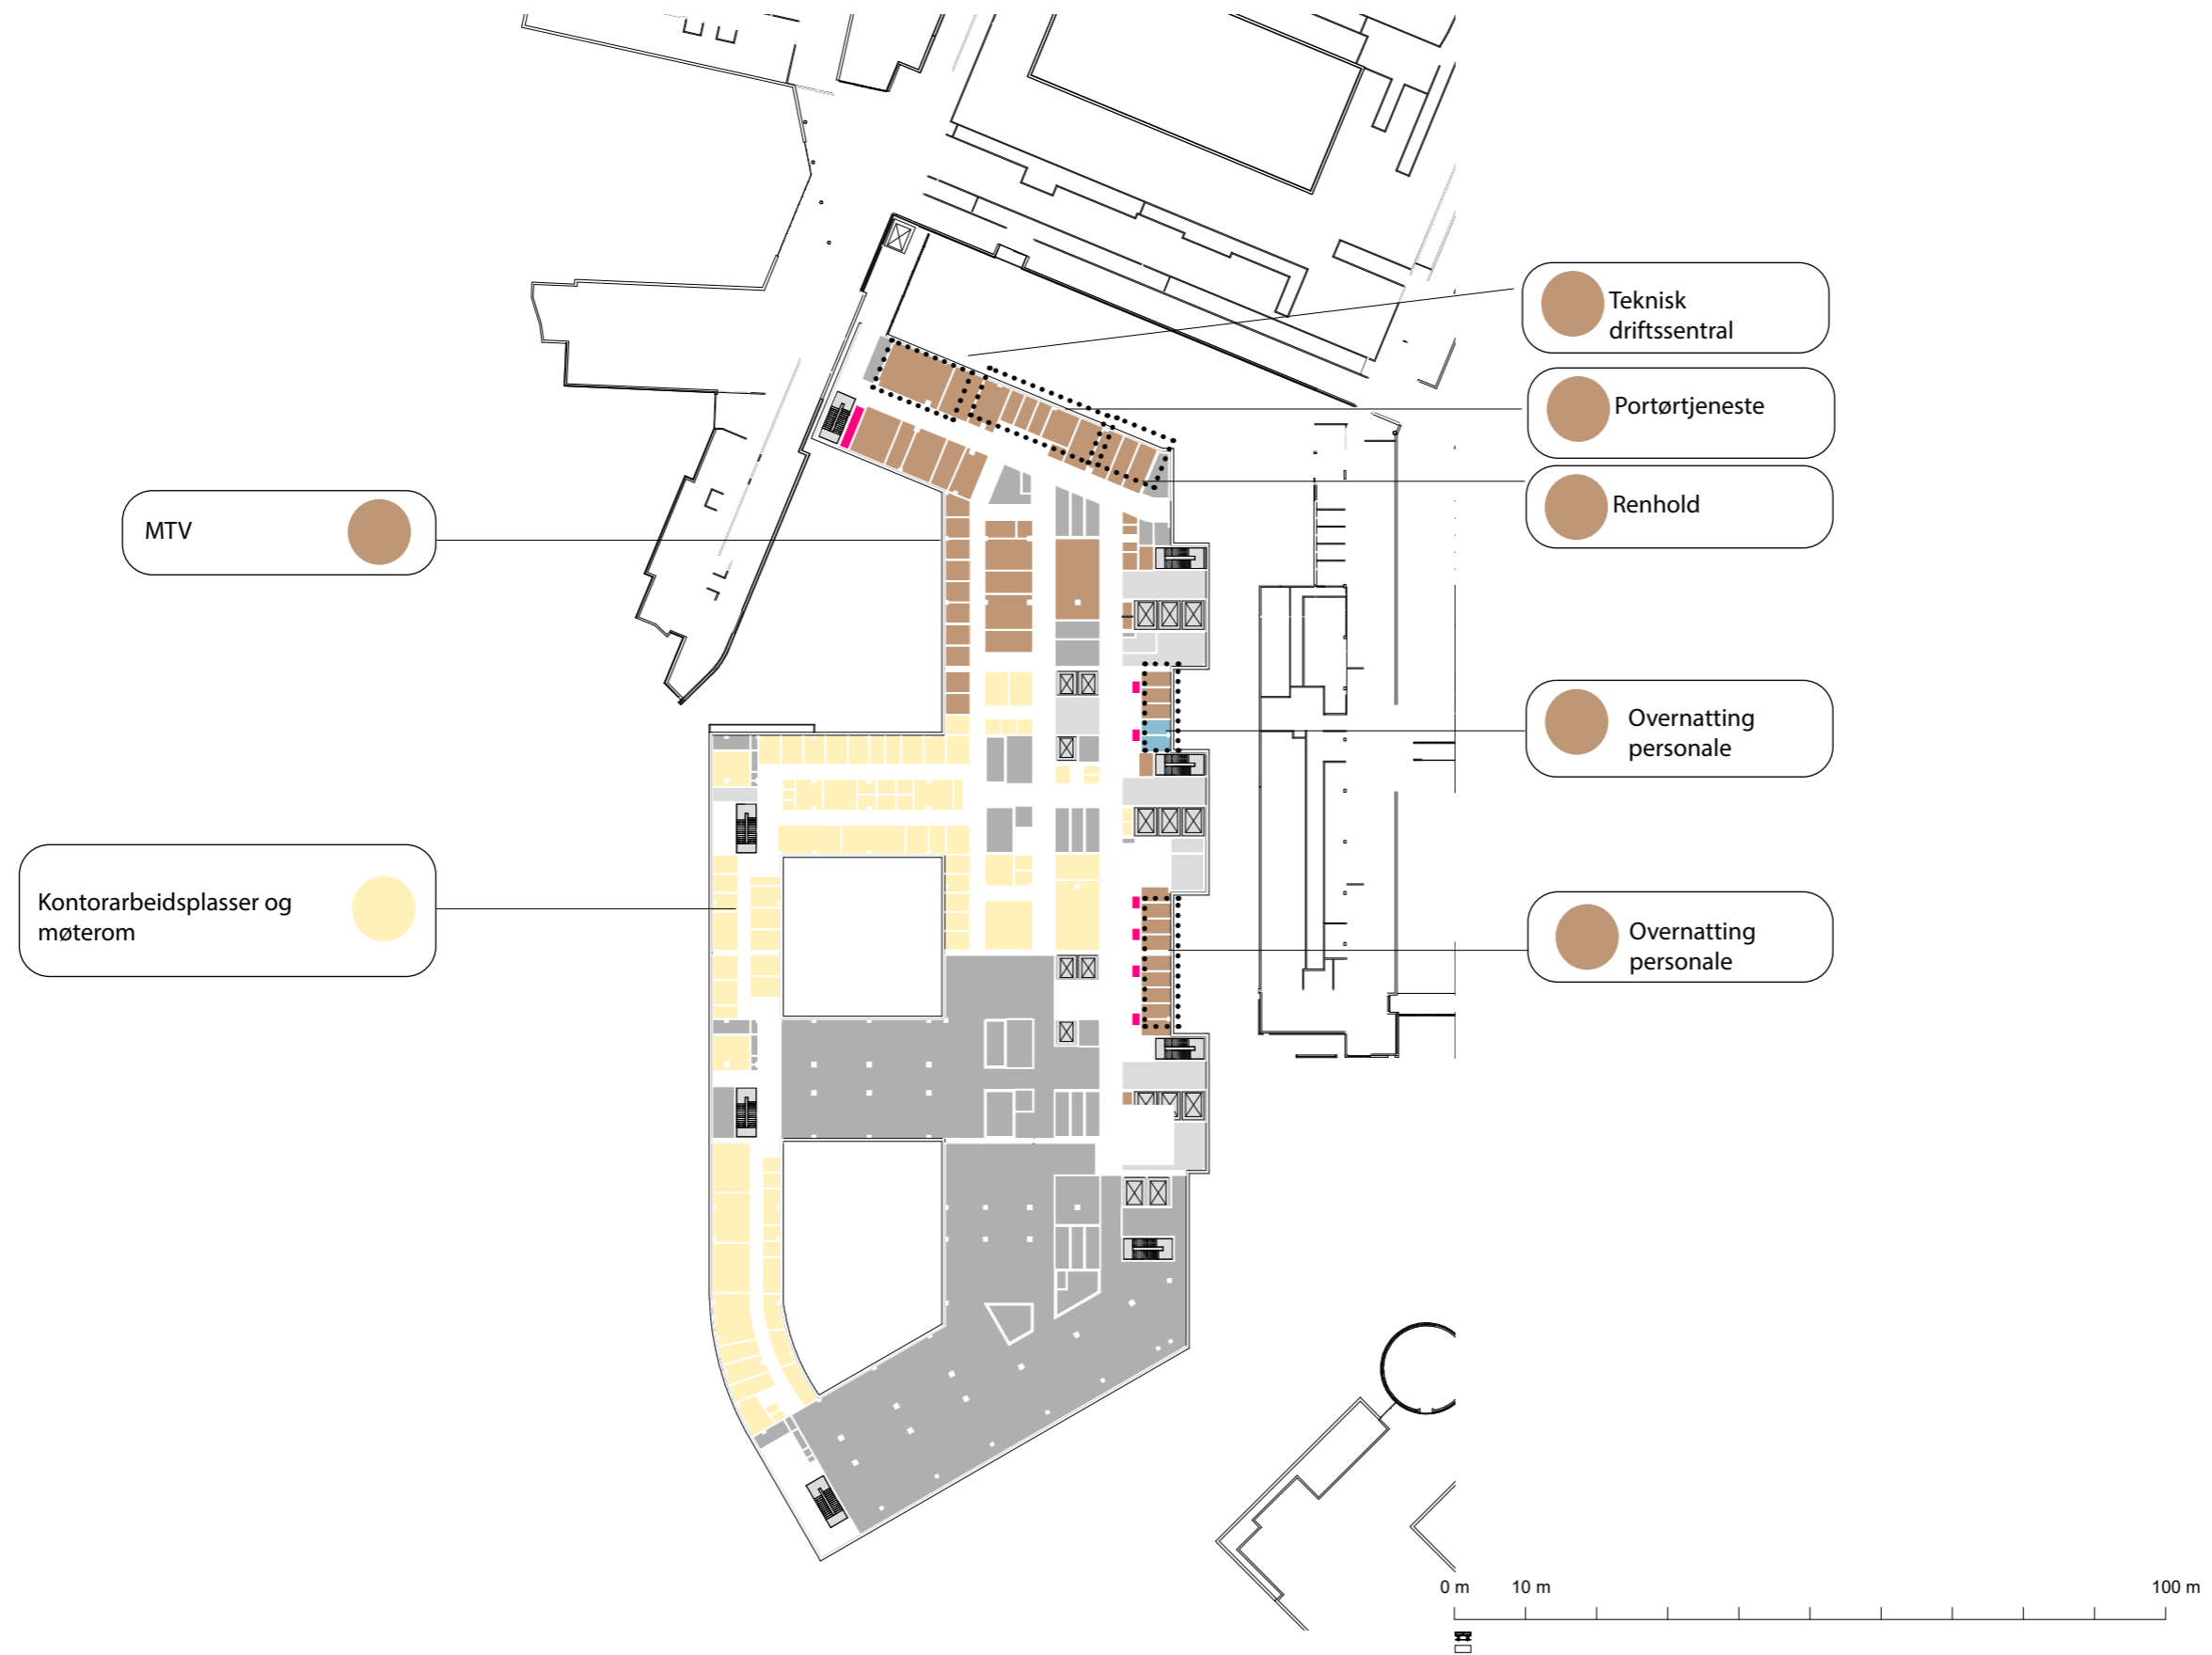 Teknisk
driftssentral
Portørtjeneste
Renhold
MTV
Overnatting
personale
Kontorarbeidsplasser og
møterom
Overnatting
personale
0 m 10 m 100 m